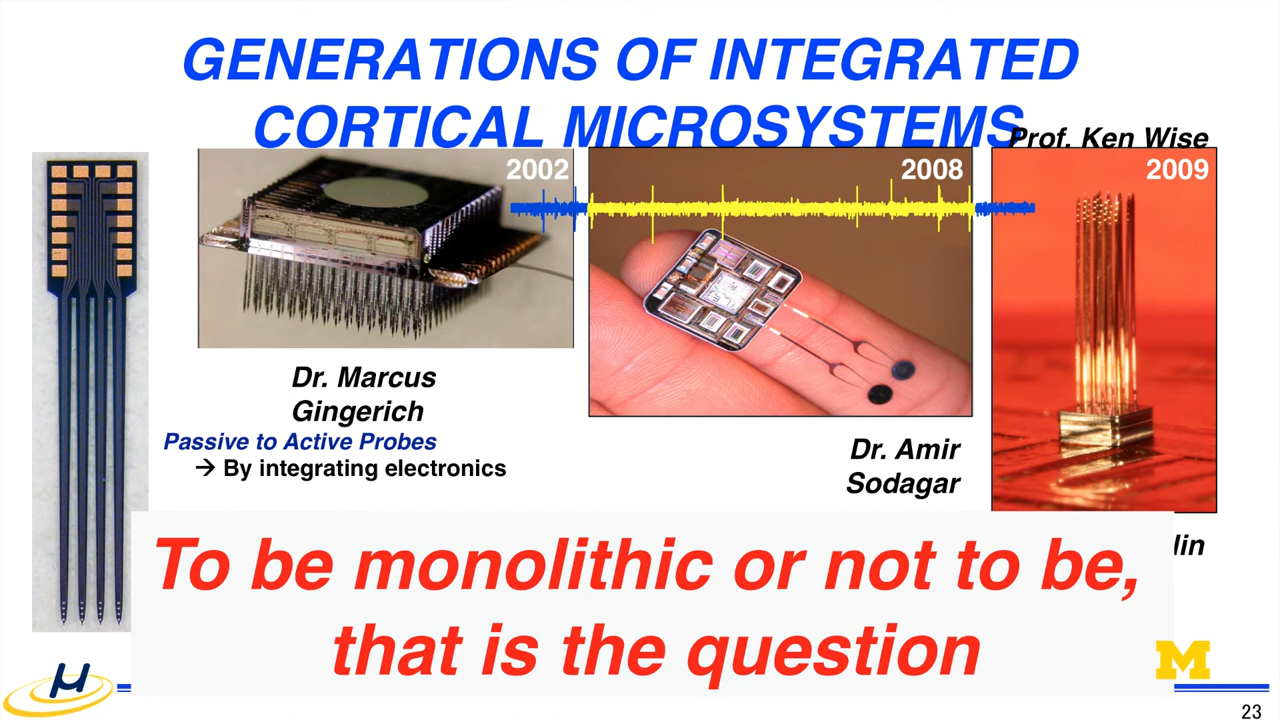 GENERATIONS OF INTEGRATED
CORTICAL MICROSYSTEMS
Prof. Ken Wise
2002
2008
2009
Dr. Marcus
Gingerich
Passive to Active Probes
→ By integrating electronics
Dr. Amir
Sodagar
lin
To be monolithic or not to be,
that is the question
μ
M
23